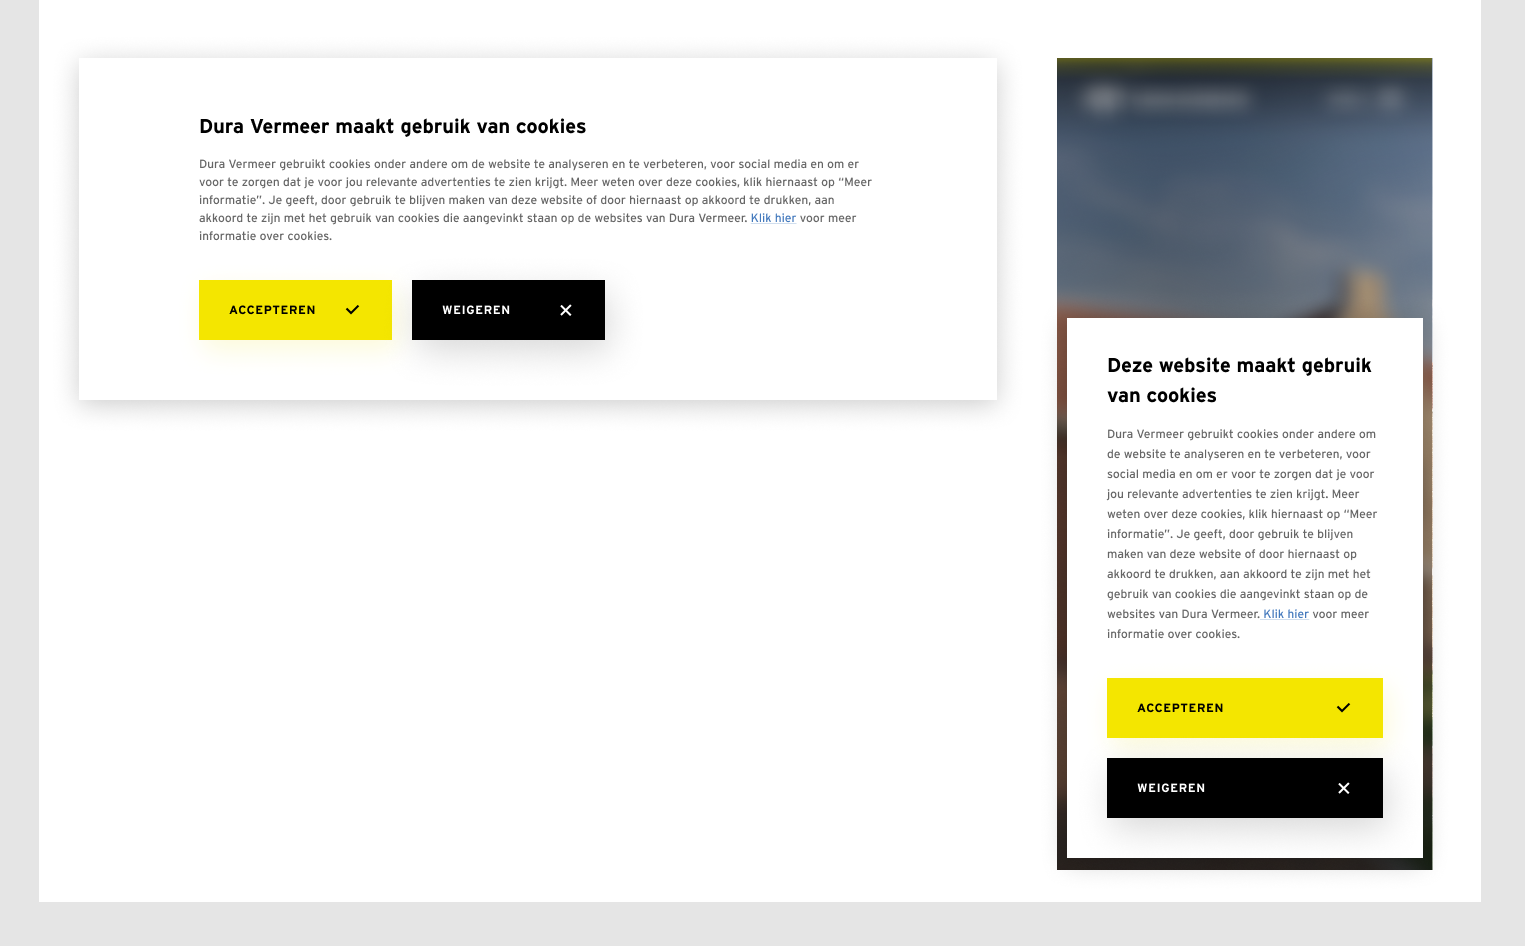 Dura Vermeer maakt gebruik van cookies
Dura Vermeer gebruikt cookies onder andere om de website te analyseren en te verbeteren, voor social media en om er
voor te zorgen dat je voor jou relevante advertenties te zien krijgt. Meer weten over deze cookies, klik hiernaast op “Meer
informatie”. Je geeft, door gebruik te blijven maken van deze website of door hiernaast op akkoord te drukken, aan
akkoord te zijn met het gebruik van cookies die aangevinkt staan op de websites van Dura Vermeer. Klik hier voor meer
informatie over cookies.
ACCEPTEREN
WEIGEREN
Deze website maakt gebruik
van cookies
Dura Vermeer gebruikt cookies onder andere om
de website te analyseren en te verbeteren, voor
social media en om er voor te zorgen dat je voor
jou relevante advertenties te zien krijgt. Meer
weten over deze cookies, klik hiernaast op “Meer
informatie”. Je geeft, door gebruik te blijven
maken van deze website of door hiernaast op
akkoord te drukken, aan akkoord te zijn met het
gebruik van cookies die aangevinkt staan op de
websites van Dura Vermeer. Klik hier voor meer
informatie over cookies.
ACCEPTEREN
WEIGEREN